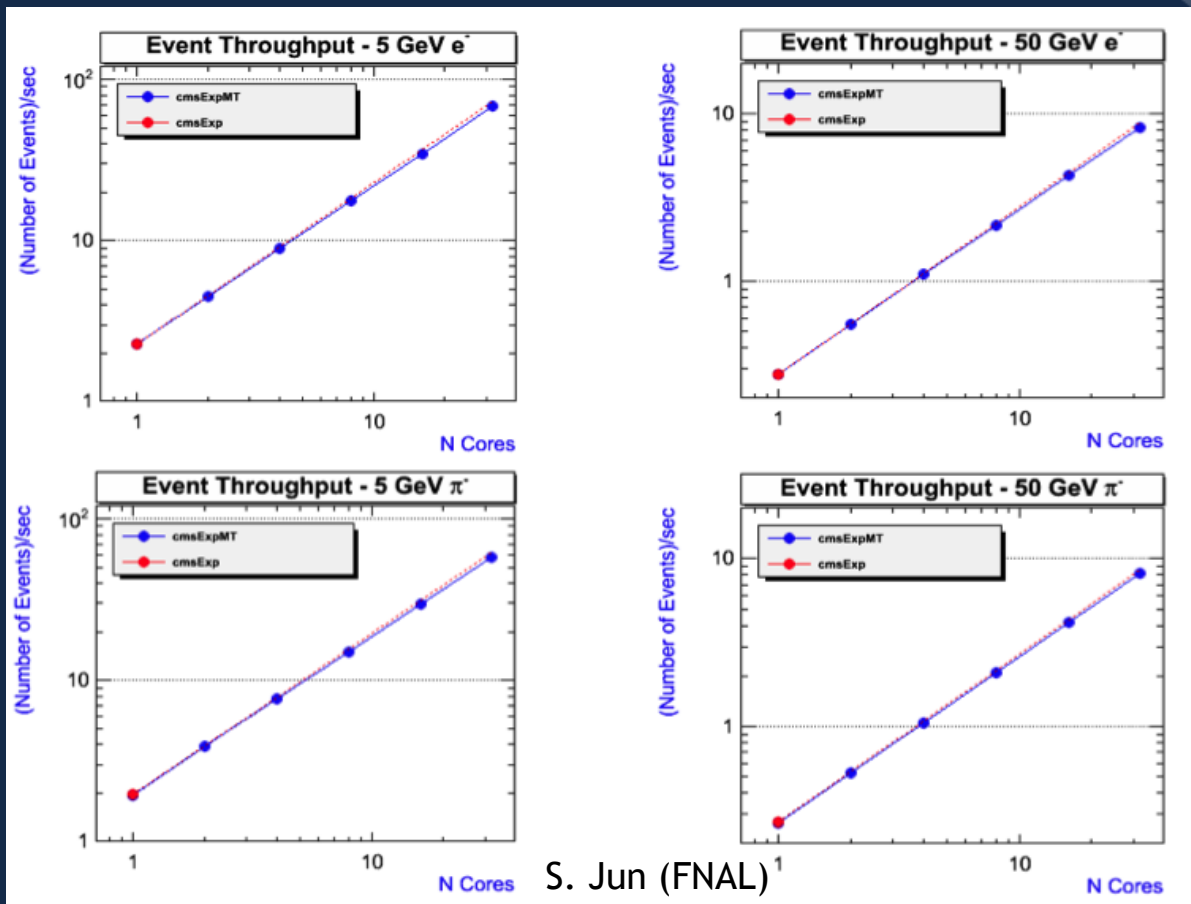 Event Throughput - 5 GeV e⁻
(Number of Events)/sec
10²
10
1
cmsExpMT
cmsExp
1
10
N Cores
Event Throughput - 50 GeV e⁻
(Number of Events)/sec
10
1
cmsExpMT
cmsExp
1
10
N Cores
Event Throughput - 5 GeV π⁻
(Number of Events)/sec
10²
10
1
cmsExpMT
cmsExp
1
10
N Cores
Event Throughput - 50 GeV π⁻
(Number of Events)/sec
10
1
cmsExpMT
cmsExp
1
10
N Cores
S. Jun (FNAL)